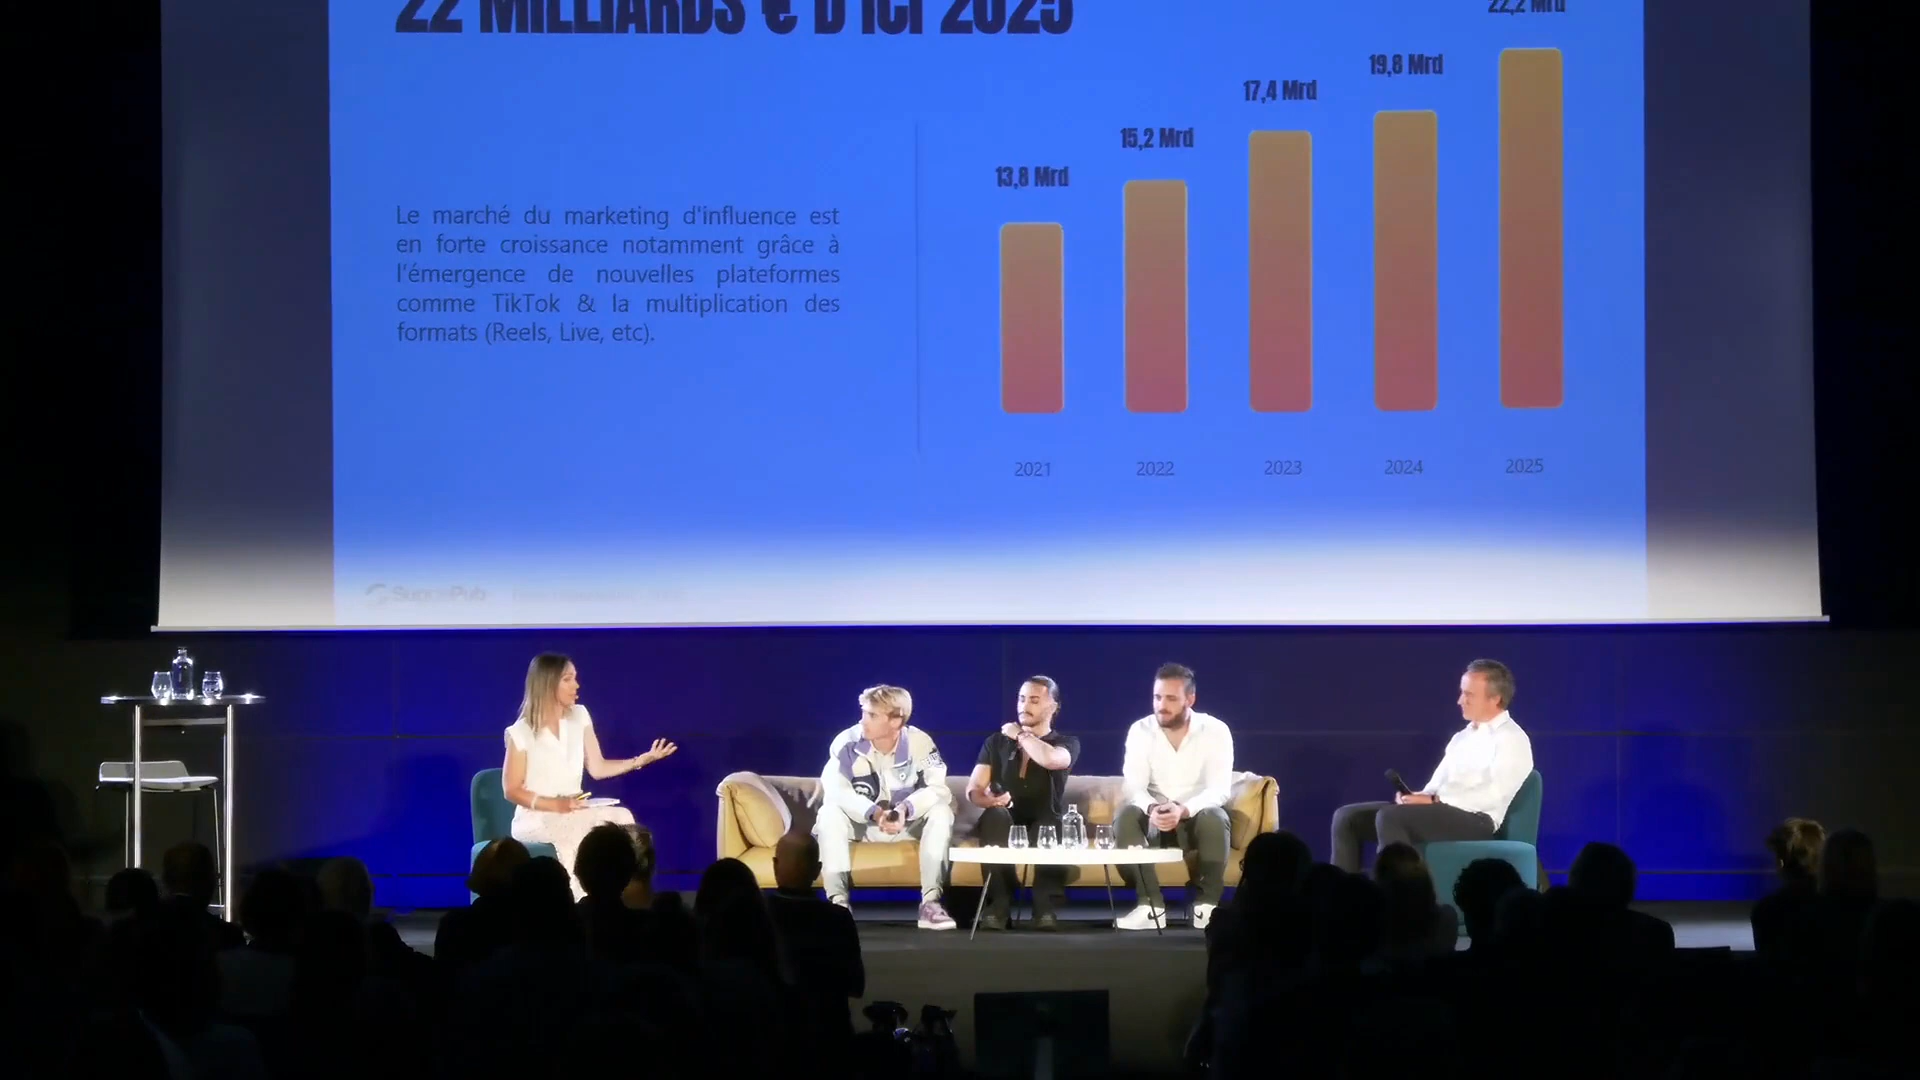 22 MILLIARDS € D'ICI 2025
22,2 Mrd
19,8 Mrd
17,4 Mrd
15,2 Mrd
13,8 Mrd
Le marché du marketing d'influence est
en forte croissance notamment grâce à
l'émergence de nouvelles plateformes
comme TikTok & la multiplication des
formats (Reels, Live, etc).
2021 2022 2023 2024 2025